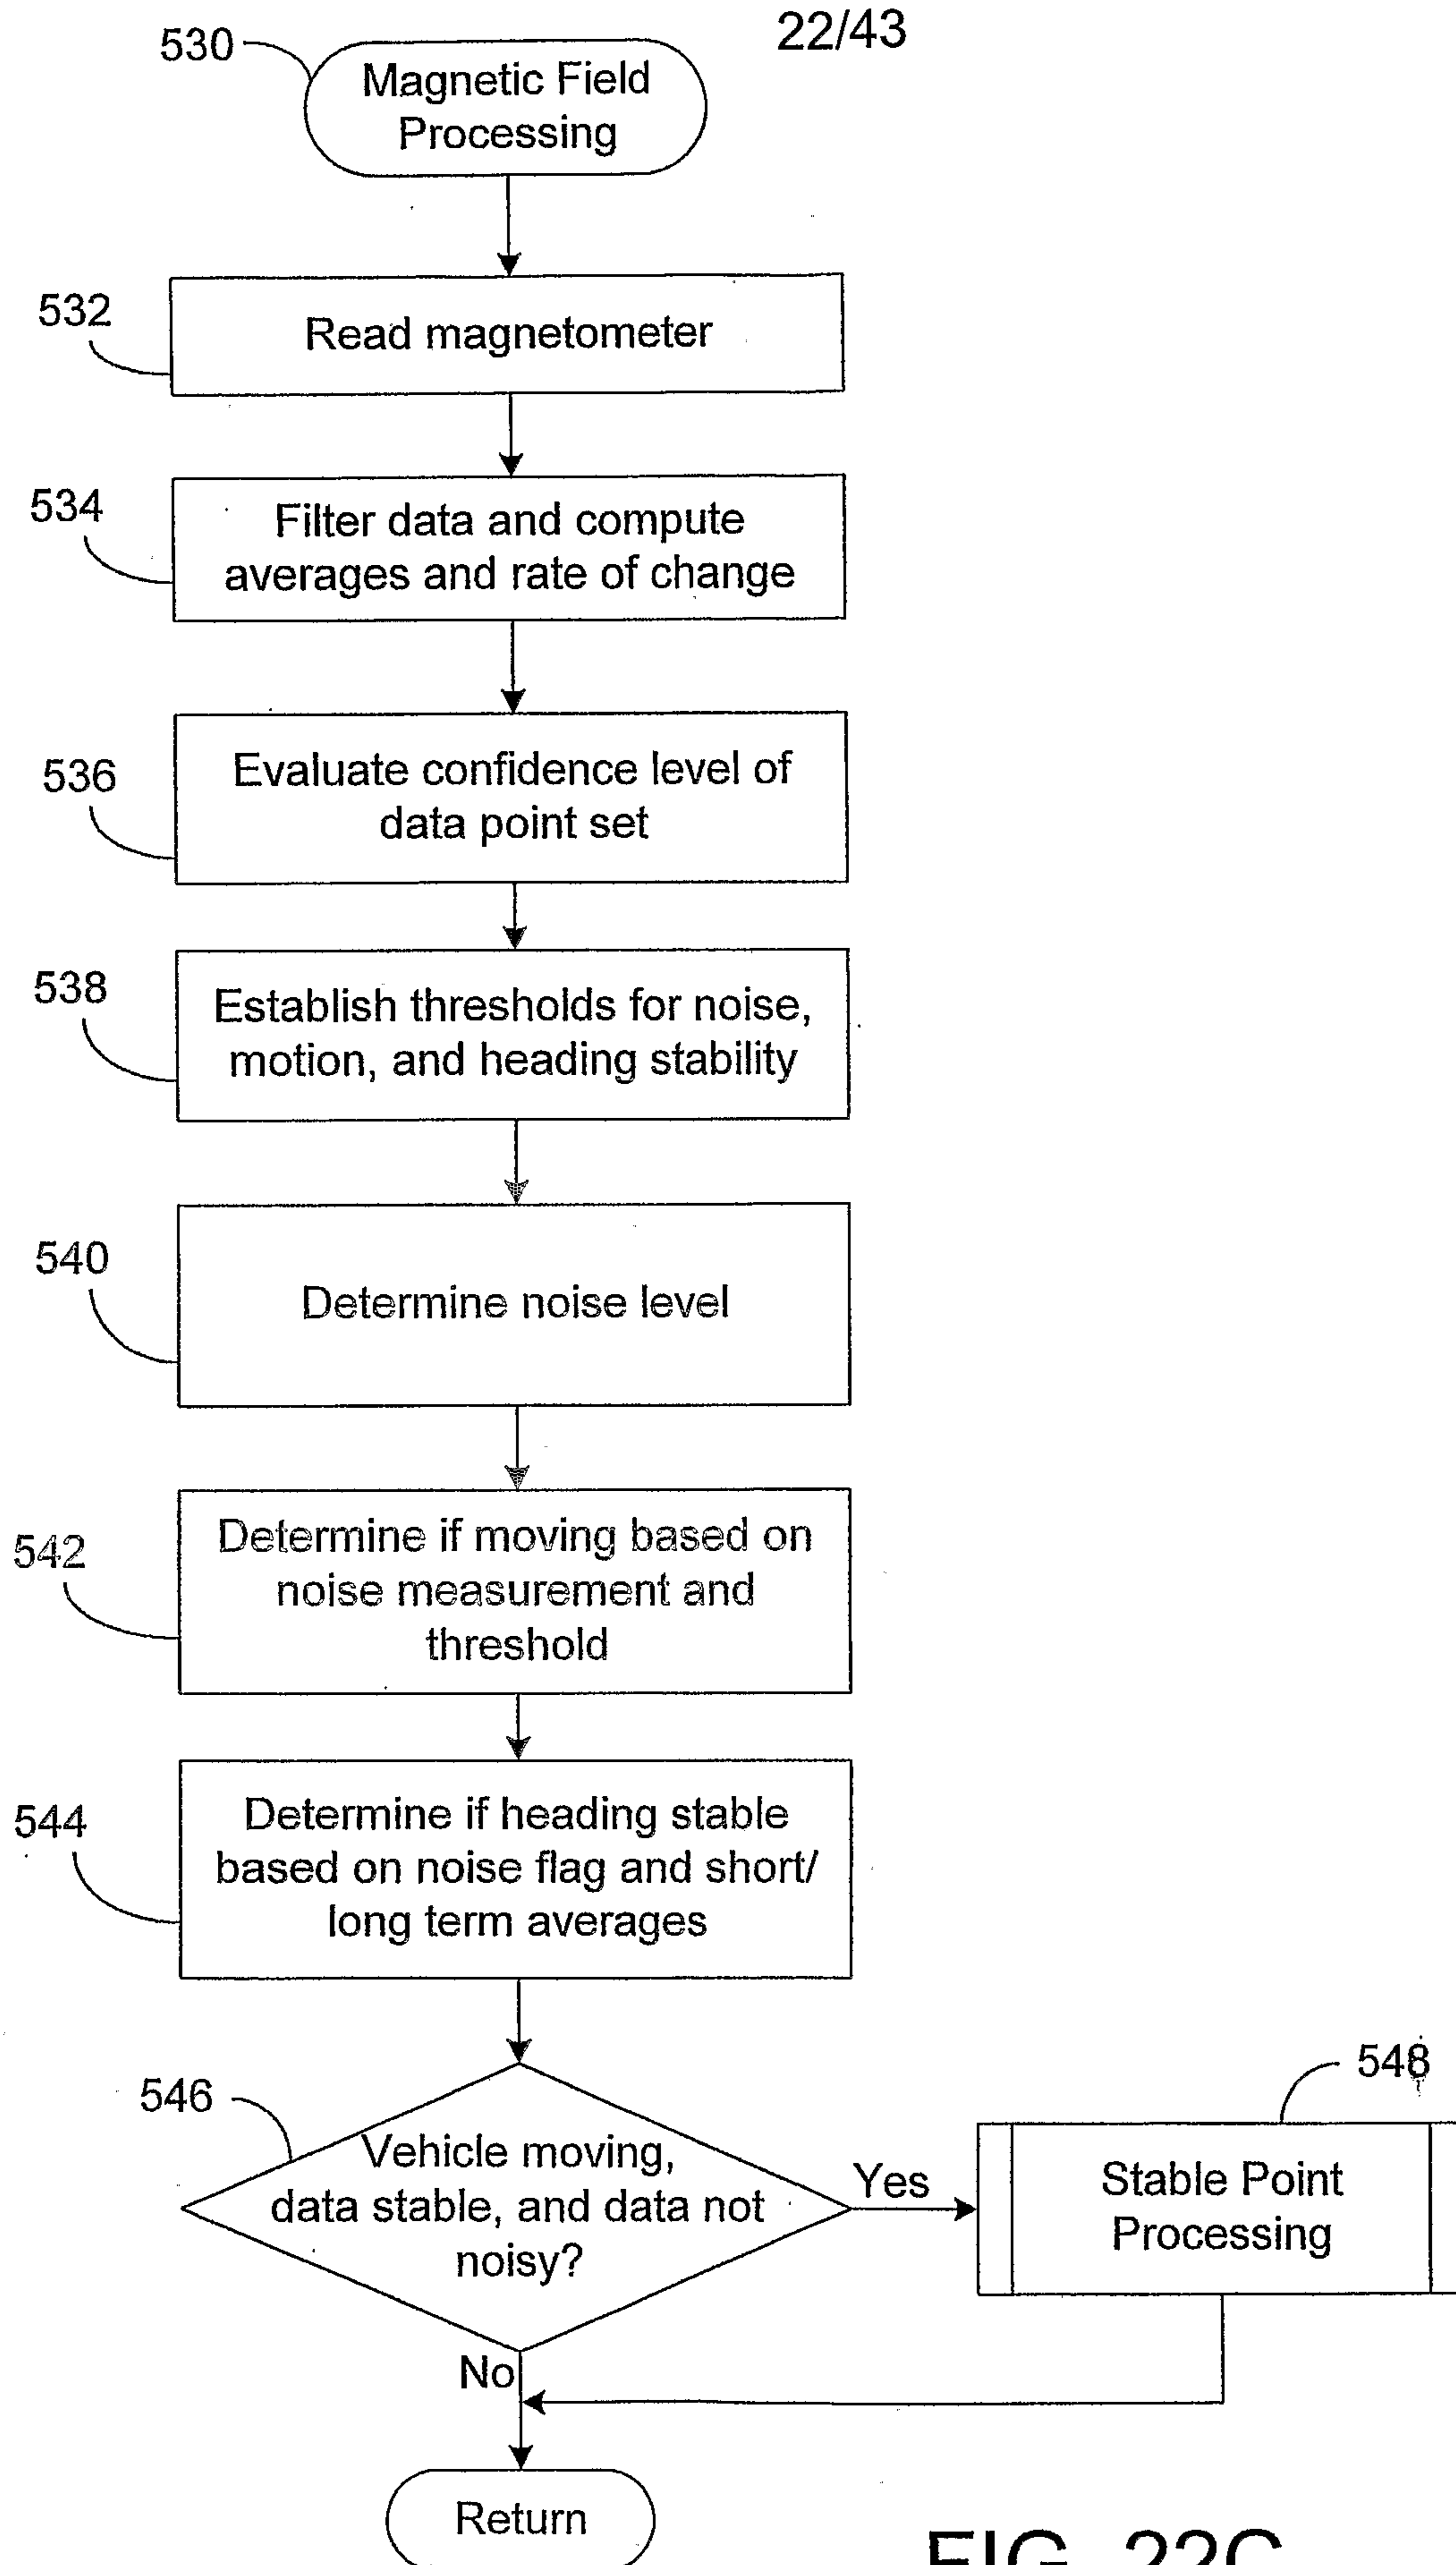 22/43
530
Magnetic Field
Processing
532
Read magnetometer
534
Filter data and compute
averages and rate of change
536
Evaluate confidence level of
data point set
538
Establish thresholds for noise,
motion, and heading stability
540
Determine noise level
542
Determine if moving based on
noise measurement and
threshold
544
Determine if heading stable
based on noise flag and short/
long term averages
546
Vehicle moving,
data stable, and data not
noisy?
Yes
548
Stable Point
Processing
No
Return
FIG. 22C